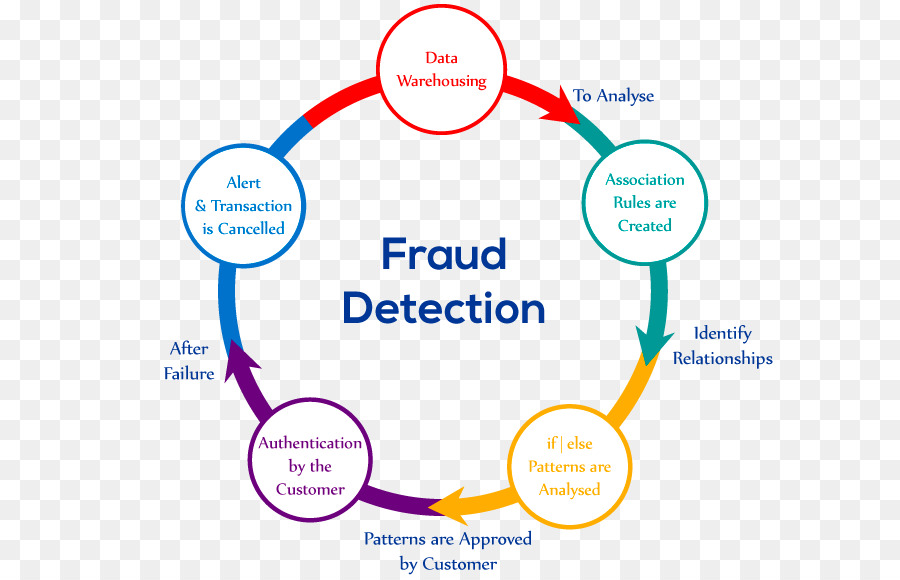 Data
Warehousing
To Analyse
Association
Rules are
Created
Identify
Relationships
if | else
Patterns are
Analysed
Patterns are Approved
by Customer
Authentication
by the
Customer
After
Failure
Alert
& Transaction
is Cancelled
Fraud
Detection